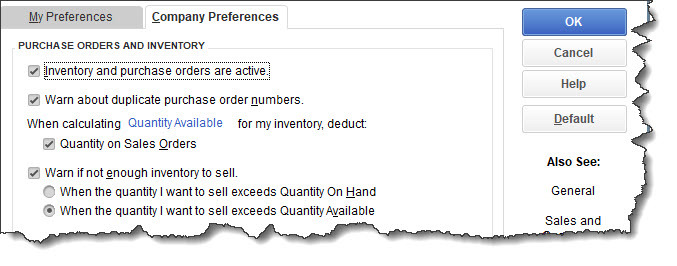 My Preferences
Company Preferences
PURCHASE ORDERS AND INVENTORY
Inventory and purchase orders are active.
Warn about duplicate purchase order numbers.
When calculating Quantity Available for my inventory, deduct:
Quantity on Sales Orders
Warn if not enough inventory to sell.
When the quantity I want to sell exceeds Quantity On Hand
When the quantity I want to sell exceeds Quantity Available
OK
Cancel
Help
Default
Also See:
General
Sales and